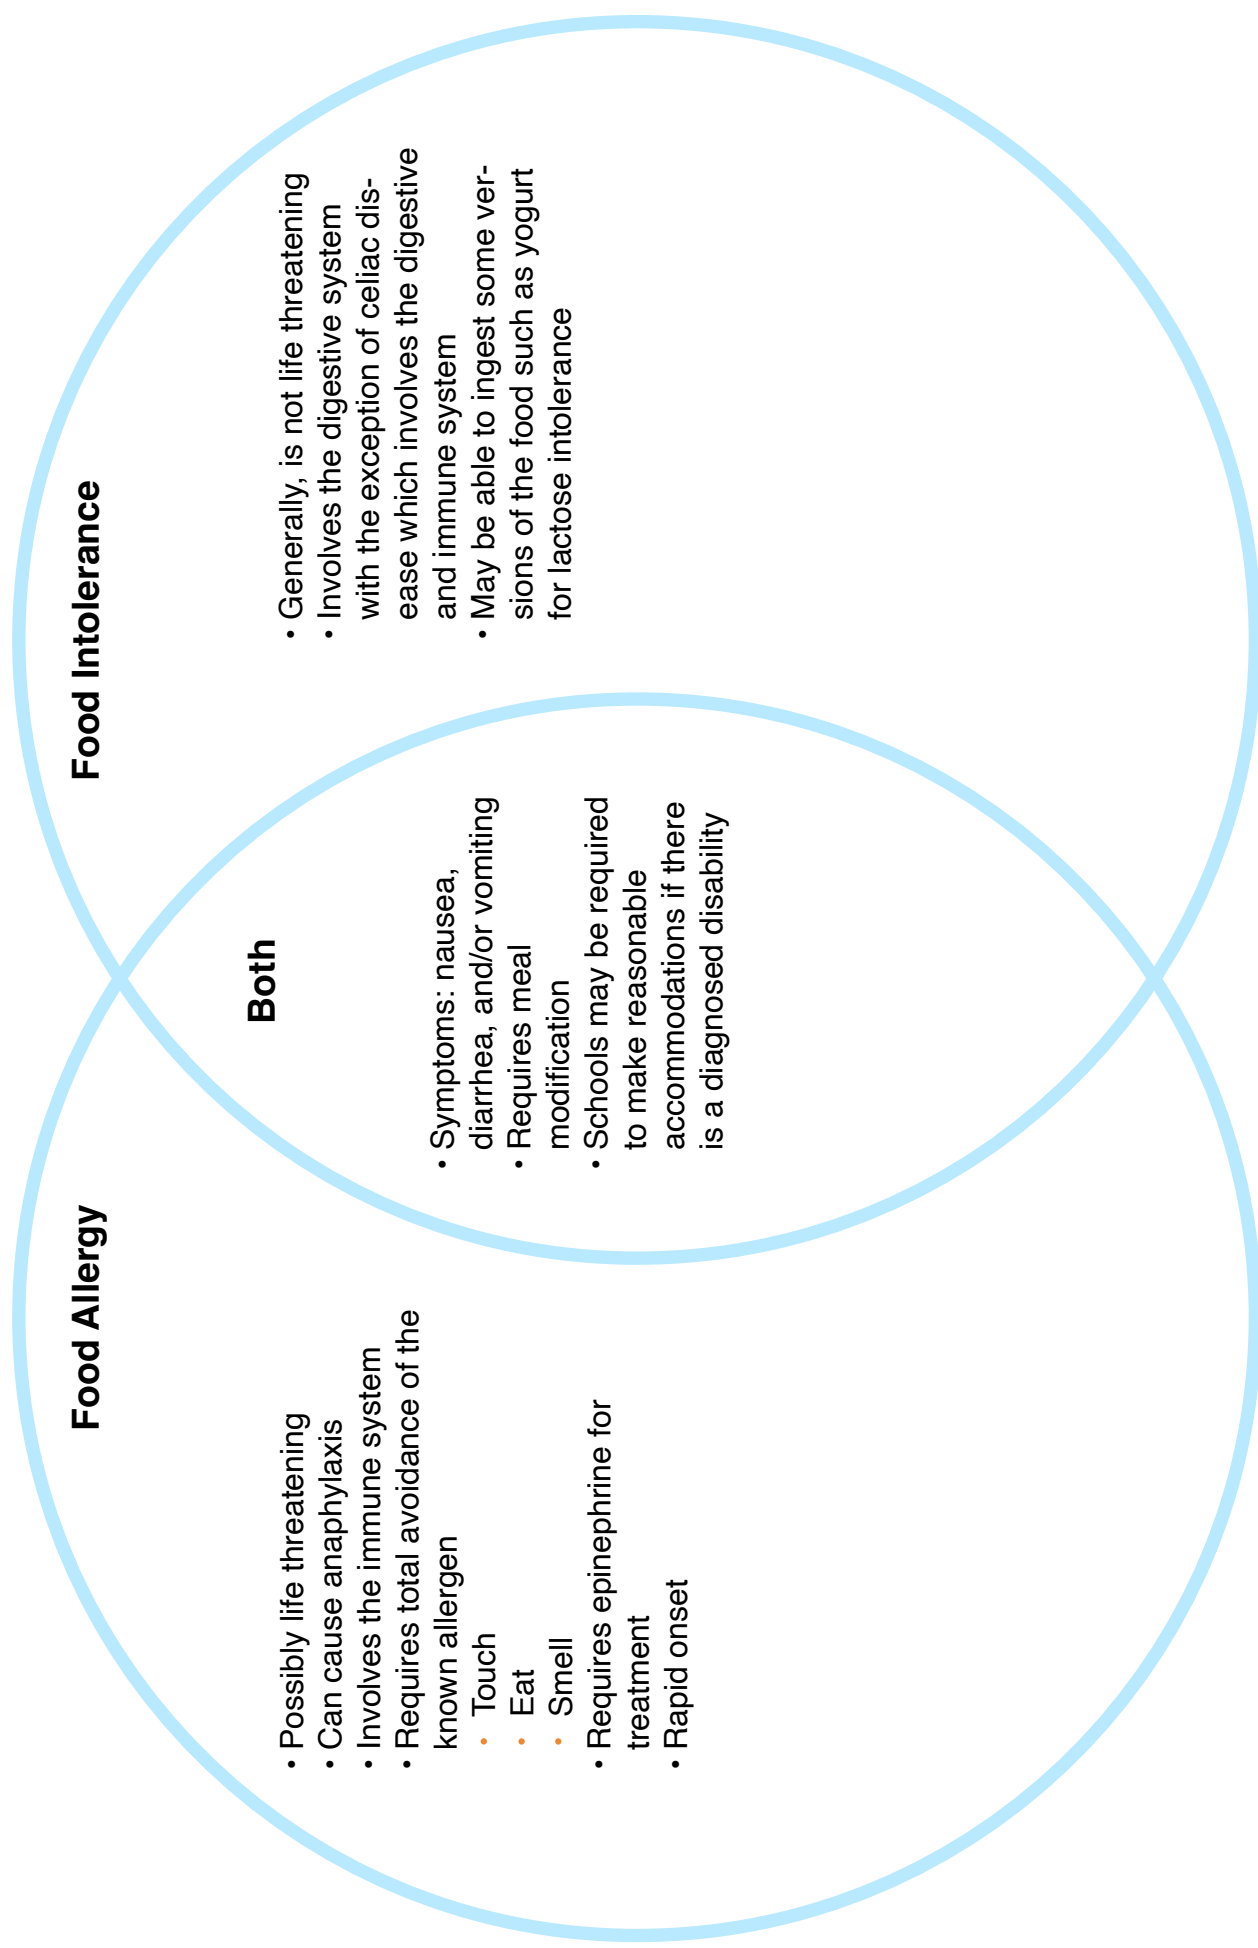 Food Allergy
• Possibly life threatening
• Can cause anaphylaxis
• Involves the immune system
• Requires total avoidance of the
known allergen
• Touch
• Eat
• Smell
• Requires epinephrine for
treatment
• Rapid onset
Both
• Symptoms: nausea,
diarrhea, and/or vomiting
• Requires meal
modification
• Schools may be required
to make reasonable
accommodations if there
is a diagnosed disability
Food Intolerance
• Generally, is not life threatening
• Involves the digestive system
with the exception of celiac dis-
ease which involves the digestive
and immune system
• May be able to ingest some ver-
sions of the food such as yogurt
for lactose intolerance